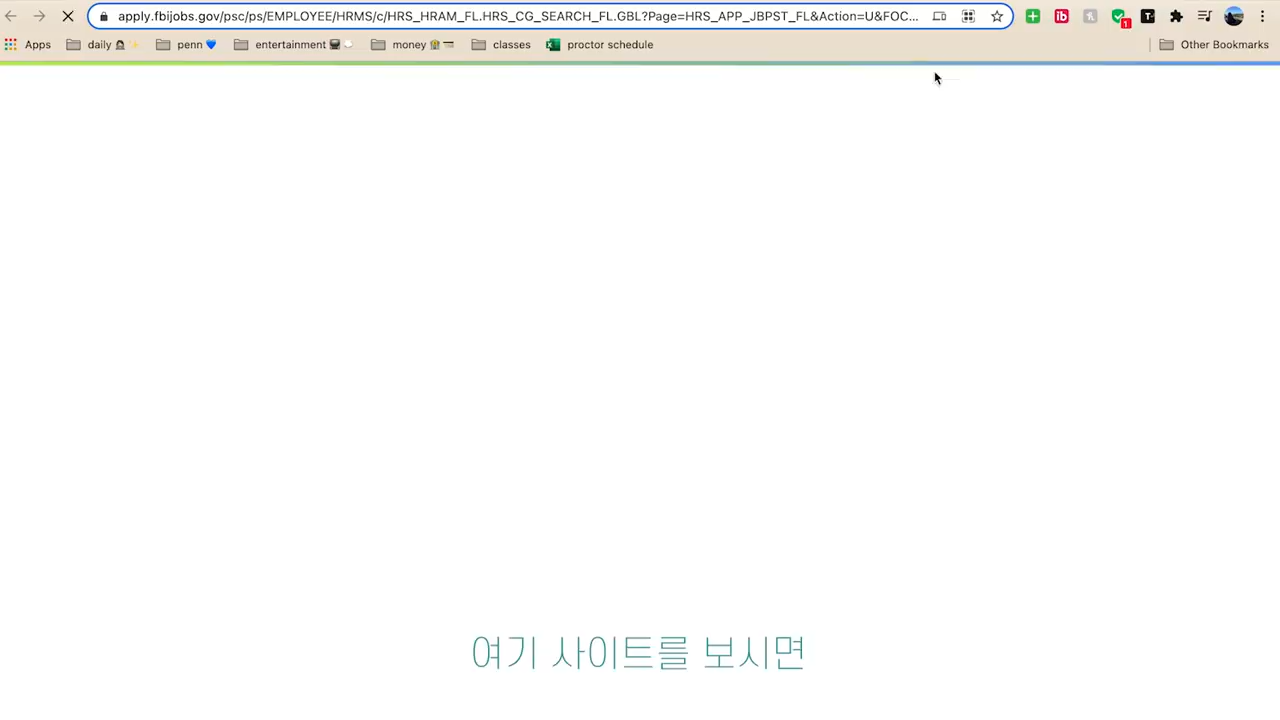 apply.fbijobs.gov/psc/ps/EMPLOYEE/HRMS/c/HRS_HRAM_FL.HRS_CG_SEARCH_FL.GBL?Page=HRS_APP_JBPST_FL&Action=U&FOC...
Apps daily penn entertainment money classes proctor schedule Other Bookmarks
여기 사이트를 보시면